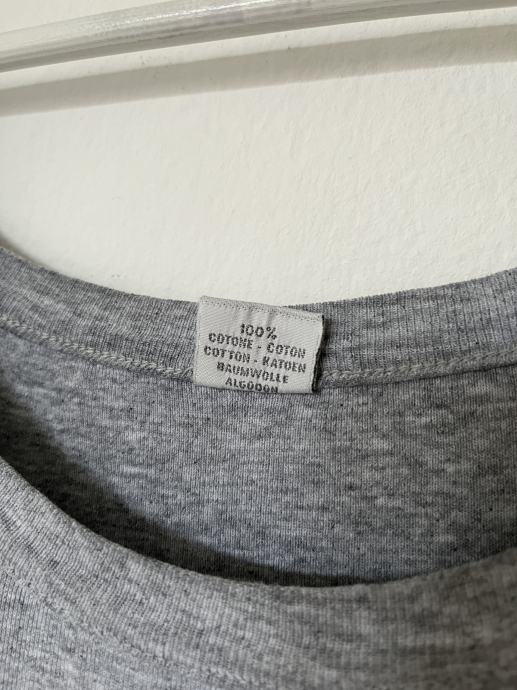 100%
COTONE - COTON
COTTON - KATOEN
BAUMWOLLE
ALGODON